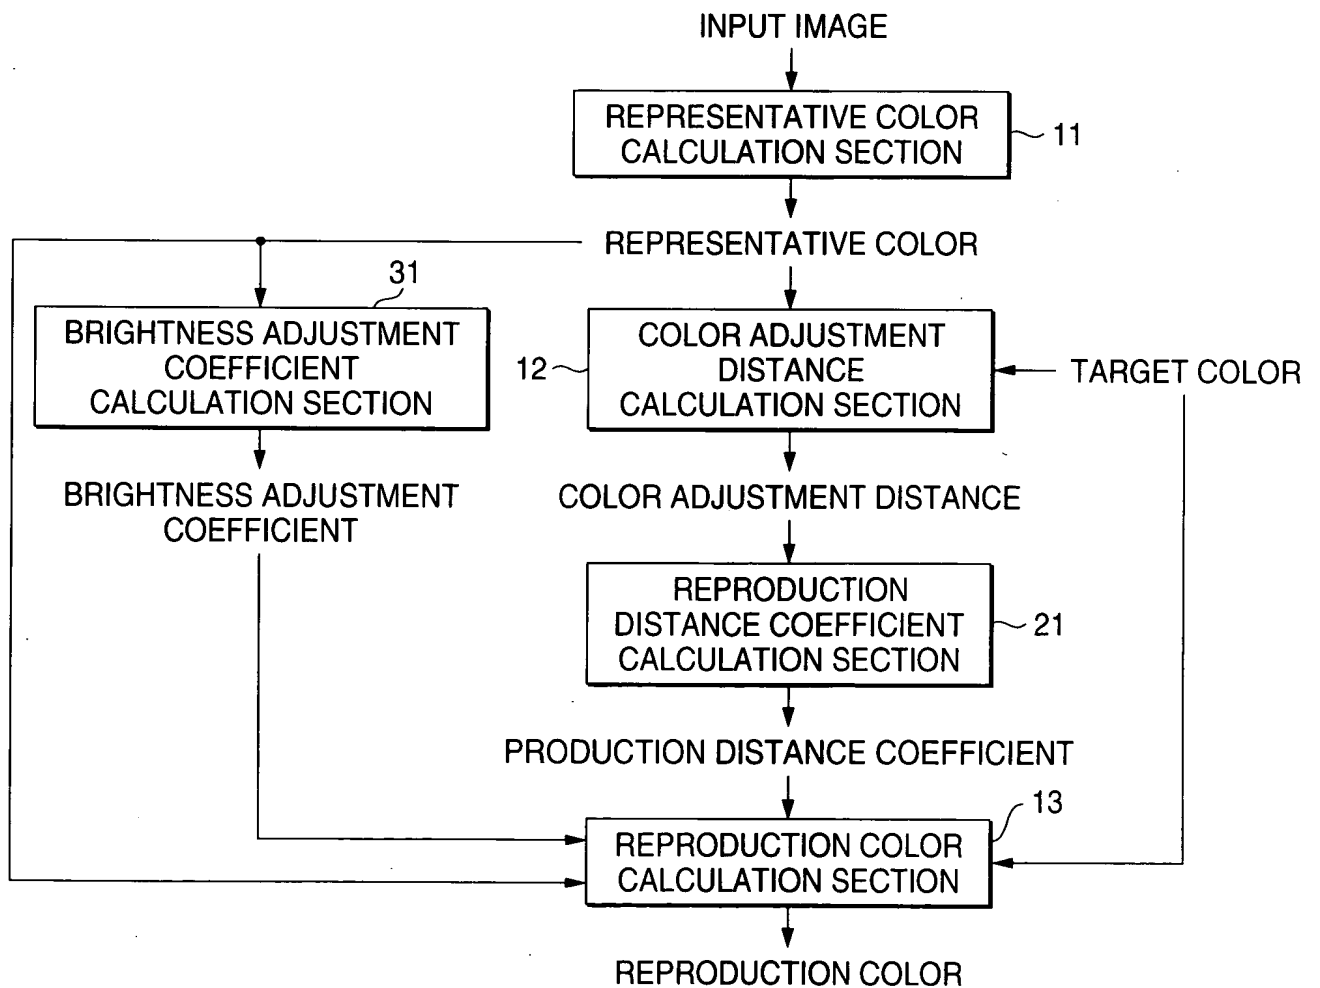 INPUT IMAGE
REPRESENTATIVE COLOR
CALCULATION SECTION
11
REPRESENTATIVE COLOR
31
BRIGHTNESS ADJUSTMENT
COEFFICIENT
CALCULATION SECTION
12
COLOR ADJUSTMENT
DISTANCE
CALCULATION SECTION
TARGET COLOR
BRIGHTNESS ADJUSTMENT
COEFFICIENT
COLOR ADJUSTMENT DISTANCE
REPRODUCTION
DISTANCE COEFFICIENT
CALCULATION SECTION
21
PRODUCTION DISTANCE COEFFICIENT
13
REPRODUCTION COLOR
CALCULATION SECTION
REPRODUCTION COLOR